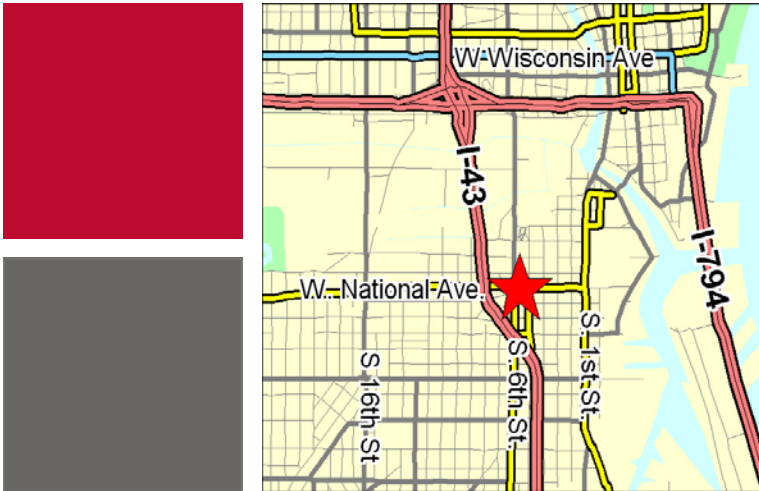 W Wisconsin Ave
I-43
I-794
W.. National Ave.
S. 1st St.
S. 6th St.
S 16th St